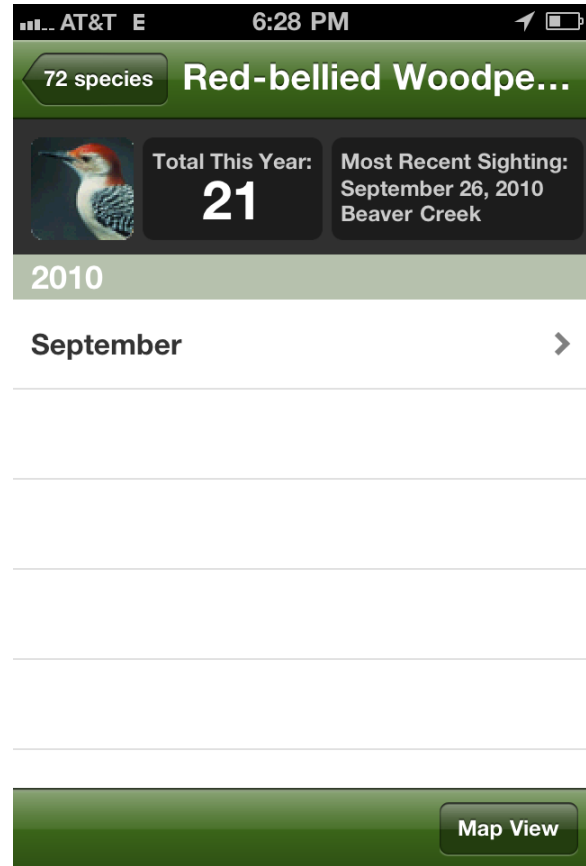 AT&T E 6:28 PM
72 species Red-bellied Woodpe...
Total This Year:
21
Most Recent Sighting:
September 26, 2010
Beaver Creek
2010
September
Map View